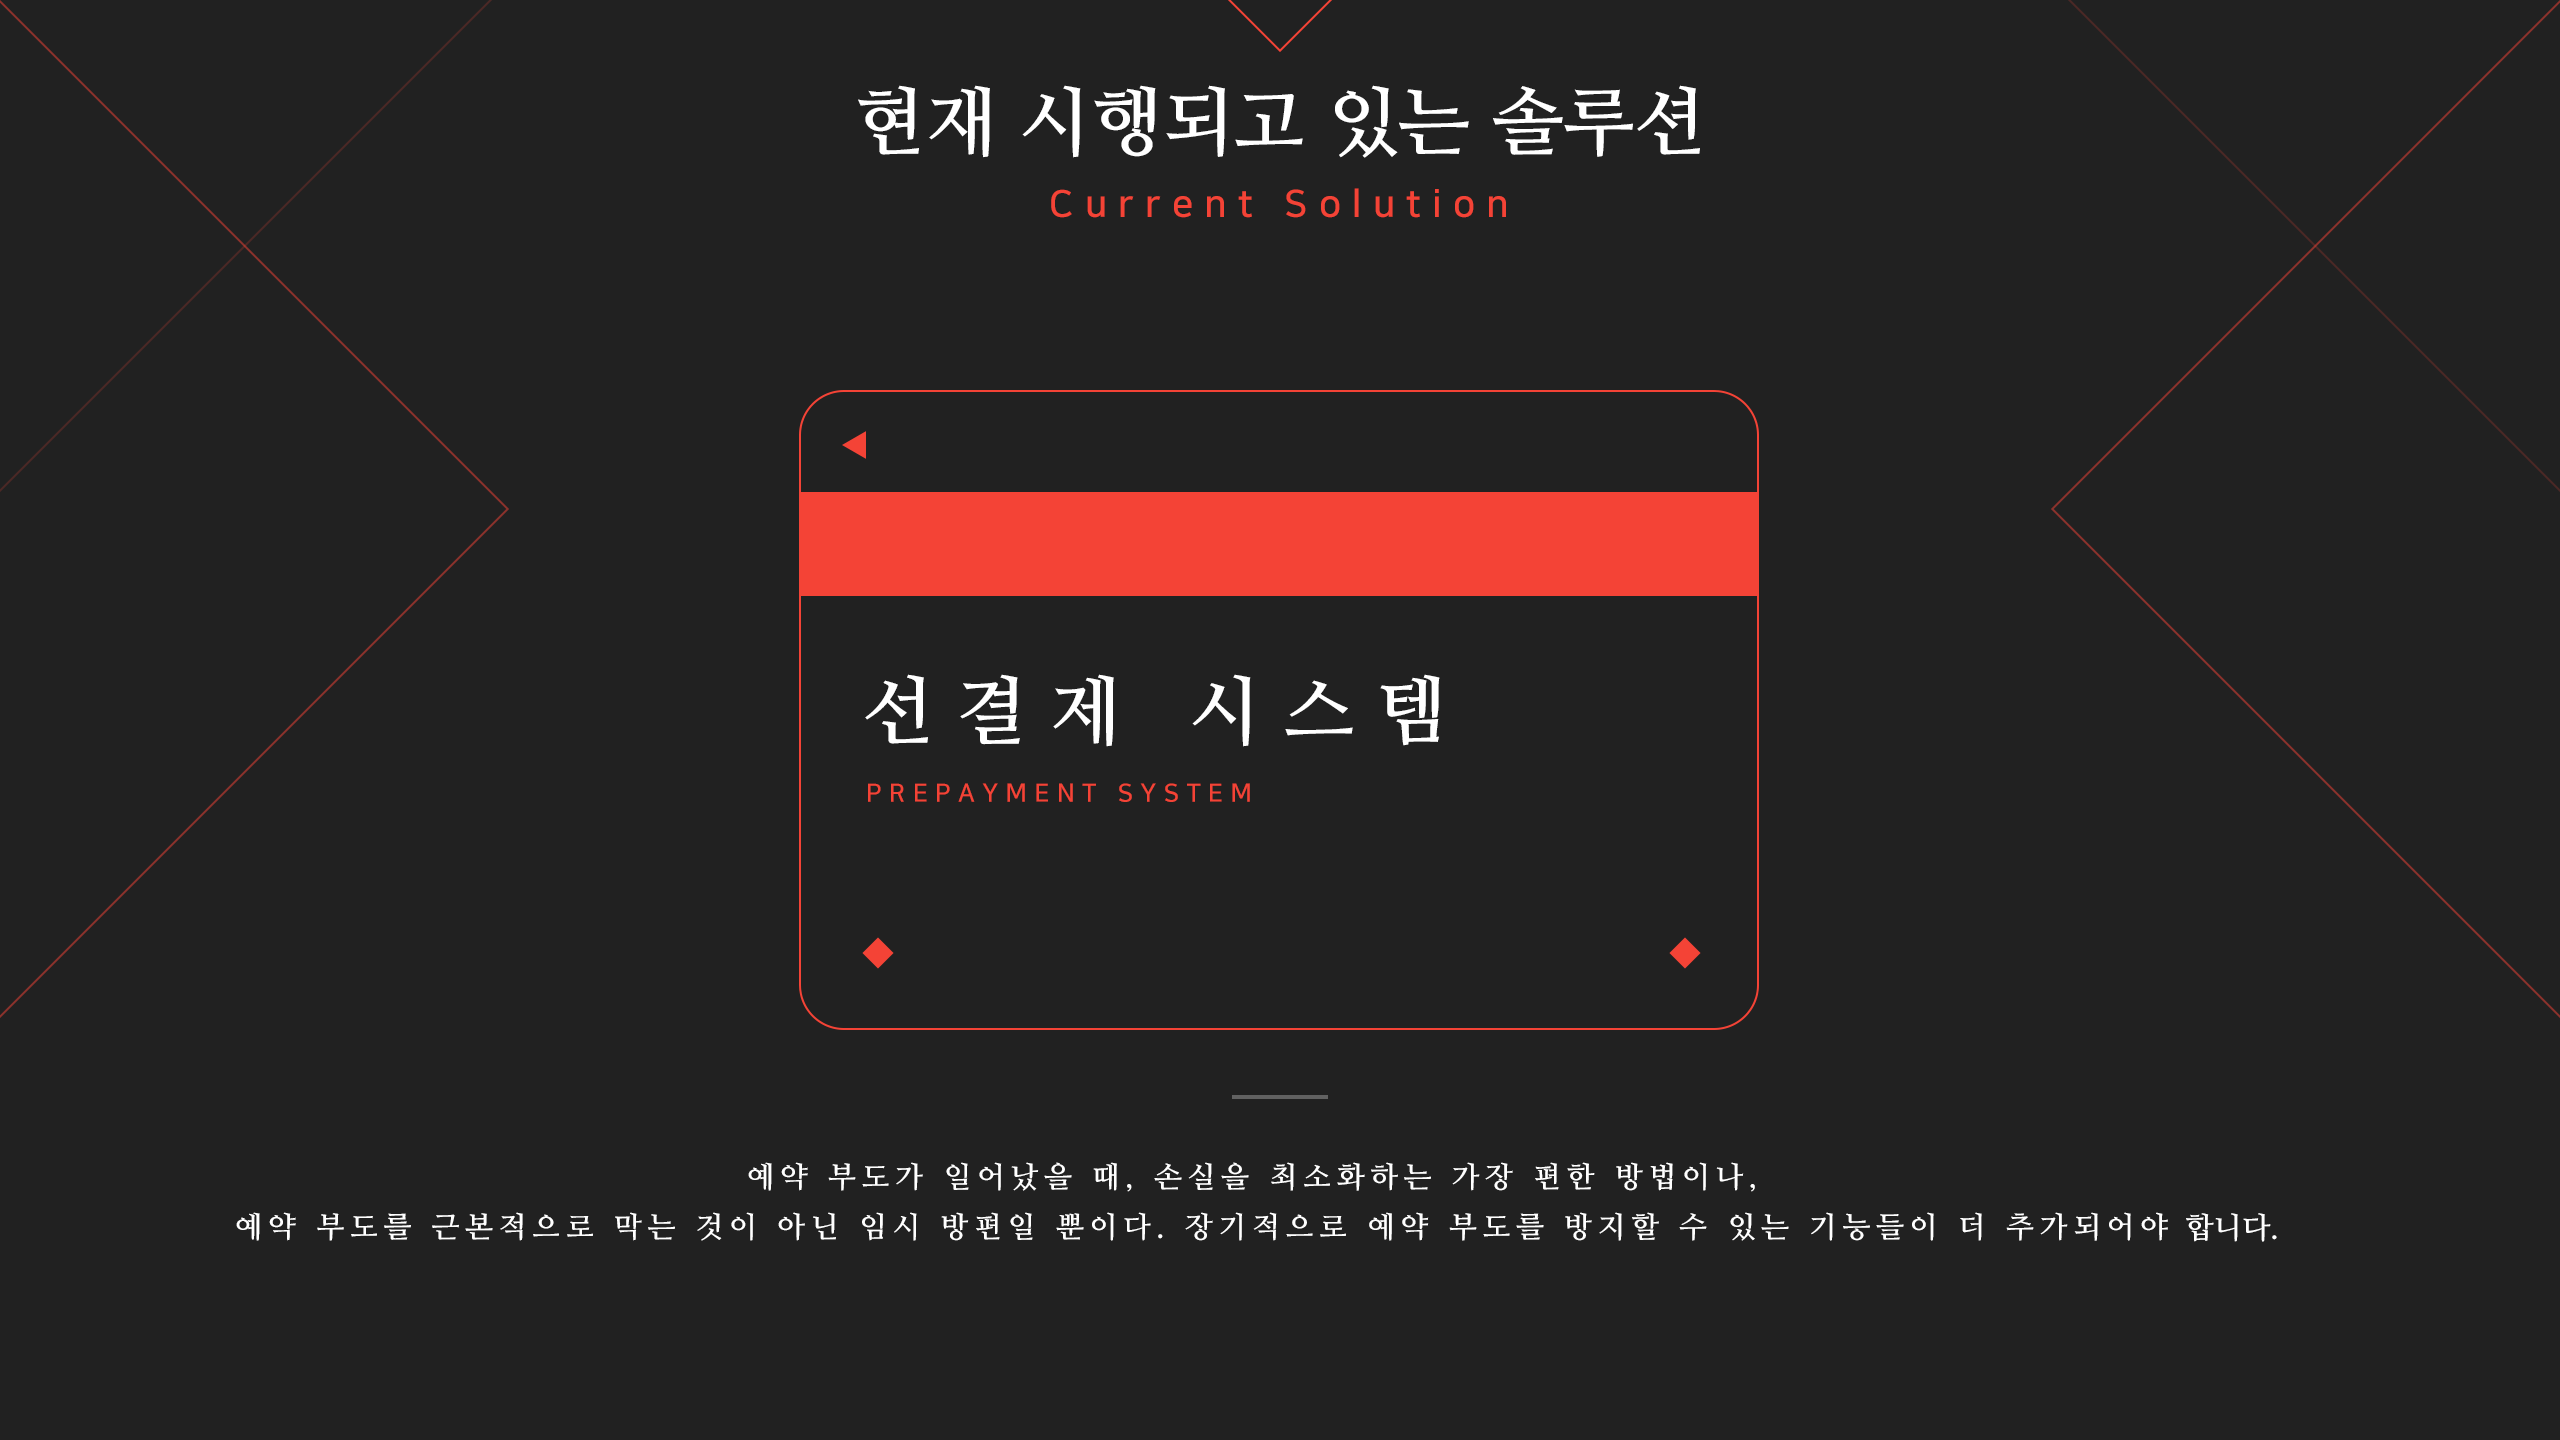 현재 시행되고 있는 솔루션
Current Solution
선결제 시스템
PREPAYMENT SYSTEM
예약 부도가 일어났을 때, 손실을 최소화하는 가장 편한 방법이나,
예약 부도를 근본적으로 막는 것이 아닌 임시 방편일 뿐이다. 장기적으로 예약 부도를 방지할 수 있는 기능들이 더 추가되어야 합니다.